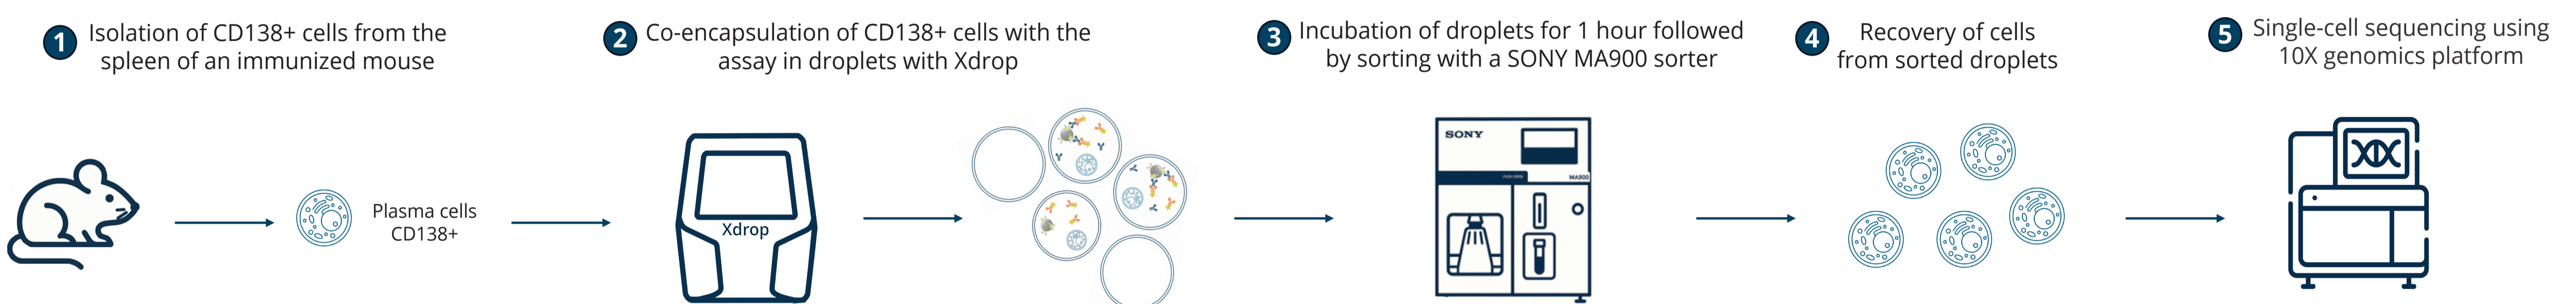 1
Isolation of CD138+ cells from the
spleen of an immunized mouse
Plasma cells
CD138+
2
Co-encapsulation of CD138+ cells with the
assay in droplets with Xdrop
Xdrop
3
Incubation of droplets for 1 hour followed
by sorting with a SONY MA900 sorter
SONY
PUSH OPEN
MA900
4
Recovery of cells
from sorted droplets
5
Single-cell sequencing using
10X genomics platform